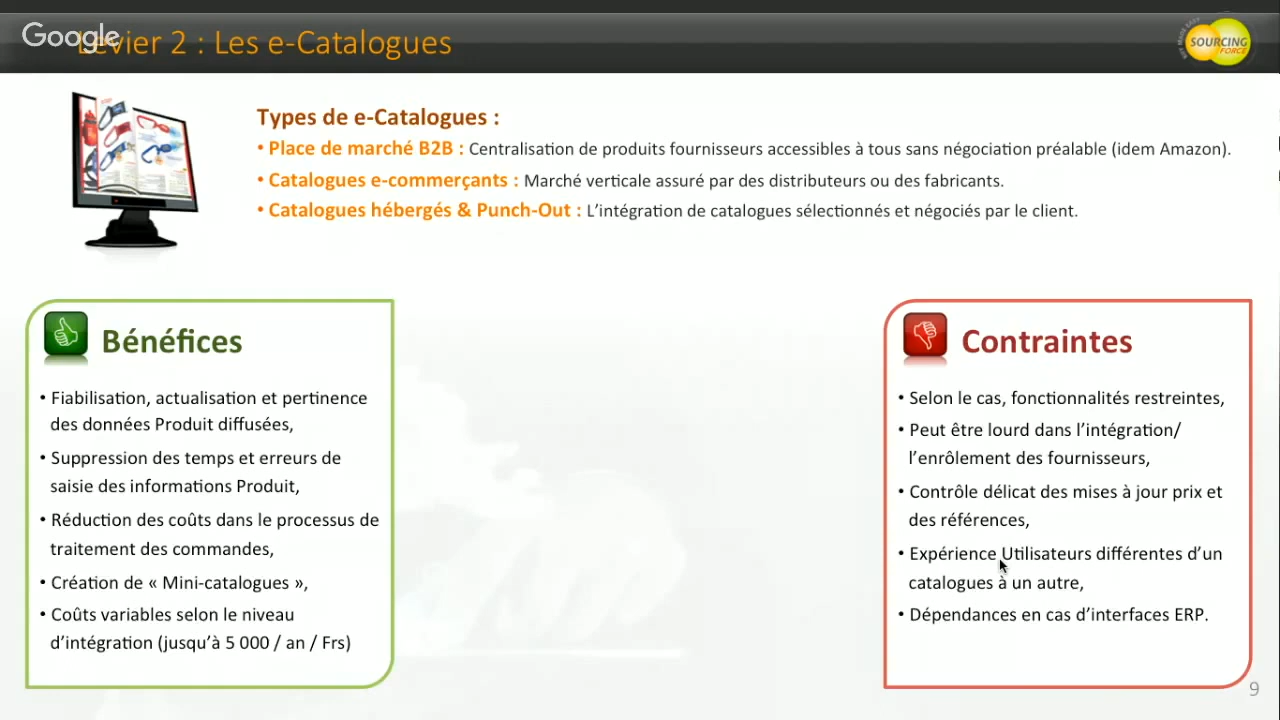 Google
Levier 2 : Les e-Catalogues
SOURCING
FORCE
Types de e-Catalogues :
• Place de marché B2B : Centralisation de produits fournisseurs accessibles à tous sans négociation préalable (idem Amazon).
• Catalogues e-commerçants : Marché verticale assuré par des distributeurs ou des fabricants.
• Catalogues hébergés & Punch-Out : L'intégration de catalogues sélectionnés et négociés par le client.
Bénéfices
• Fiabilisation, actualisation et pertinence
des données Produit diffusées,
• Suppression des temps et erreurs de
saisie des informations Produit,
• Réduction des coûts dans le processus de
traitement des commandes,
• Création de « Mini-catalogues »,
• Coûts variables selon le niveau
d'intégration (jusqu'à 5 000 / an / Frs)
Contraintes
• Selon le cas, fonctionnalités restreintes,
• Peut être lourd dans l'intégration/
l'enrôlement des fournisseurs,
• Contrôle délicat des mises à jour prix et
des références,
• Expérience Utilisateurs différentes d'un
catalogues à un autre,
• Dépendances en cas d'interfaces ERP.
9